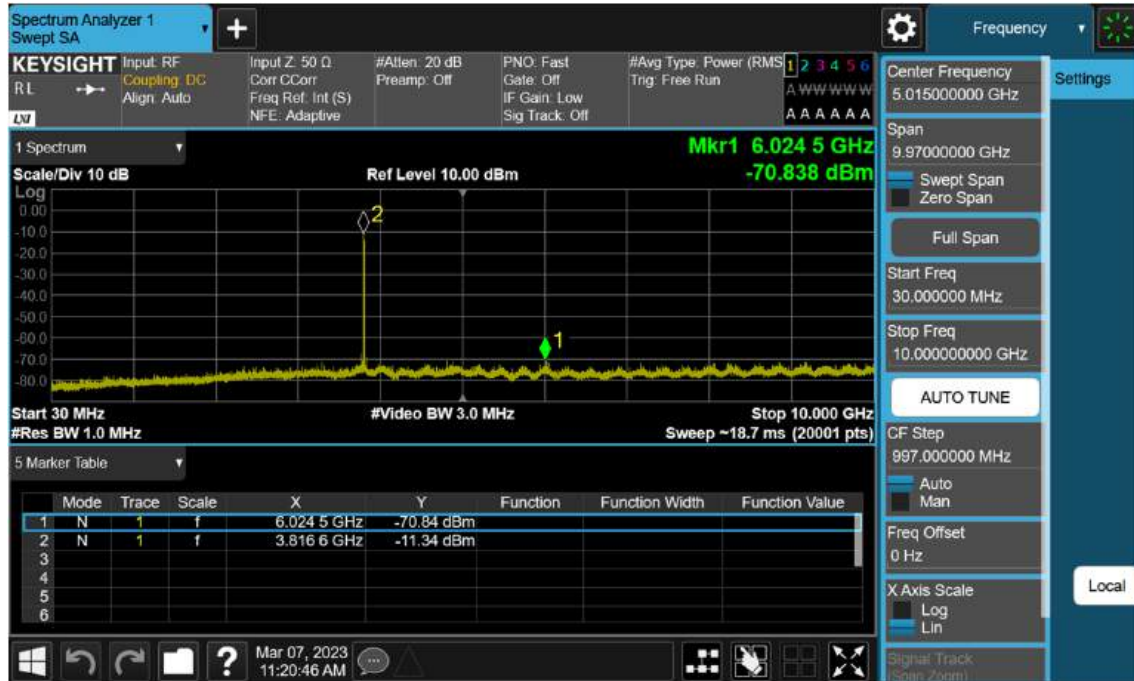 Spectrum Analyzer 1
Swept SA
Frequency
KEYSIGHT
RL
LXI
Input: RF
Coupling: DC
Align: Auto
Input Z: 50 Ω
Corr CCorr
Freq Ref: Int (S)
NFE: Adaptive
#Atten: 20 dB
Preamp: Off
PNO: Fast
Gate: Off
IF Gain: Low
Sig Track: Off
#Avg Type: Power (RMS
Trig: Free Run
1 2 3 4 5 6
A W W W W W
A A A A A A
1 Spectrum
Mkr1 6.024 5 GHz
-70.838 dBm
Scale/Div 10 dB
Ref Level 10.00 dBm
Log
0.00
-10.0
-20.0
-30.0
-40.0
-50.0
-60.0
-70.0
-80.0
2
1
Start 30 MHz
#Video BW 3.0 MHz
Stop 10.000 GHz
#Res BW 1.0 MHz
Sweep ~18.7 ms (20001 pts)
5 Marker Table
Mode Trace Scale X Y Function Function Width Function Value
1 N 1 f 6.024 5 GHz -70.84 dBm
2 N 1 f 3.816 6 GHz -11.34 dBm
3
4
5
6
Mar 07, 2023
11:20:46 AM
Center Frequency
5.015000000 GHz
Span
9.97000000 GHz
Swept Span
Zero Span
Full Span
Start Freq
30.000000 MHz
Stop Freq
10.000000000 GHz
AUTO TUNE
CF Step
997.000000 MHz
Auto
Man
Freq Offset
0 Hz
X Axis Scale
Log
Lin
Signal Track
(Span Zoom)
Settings
Local